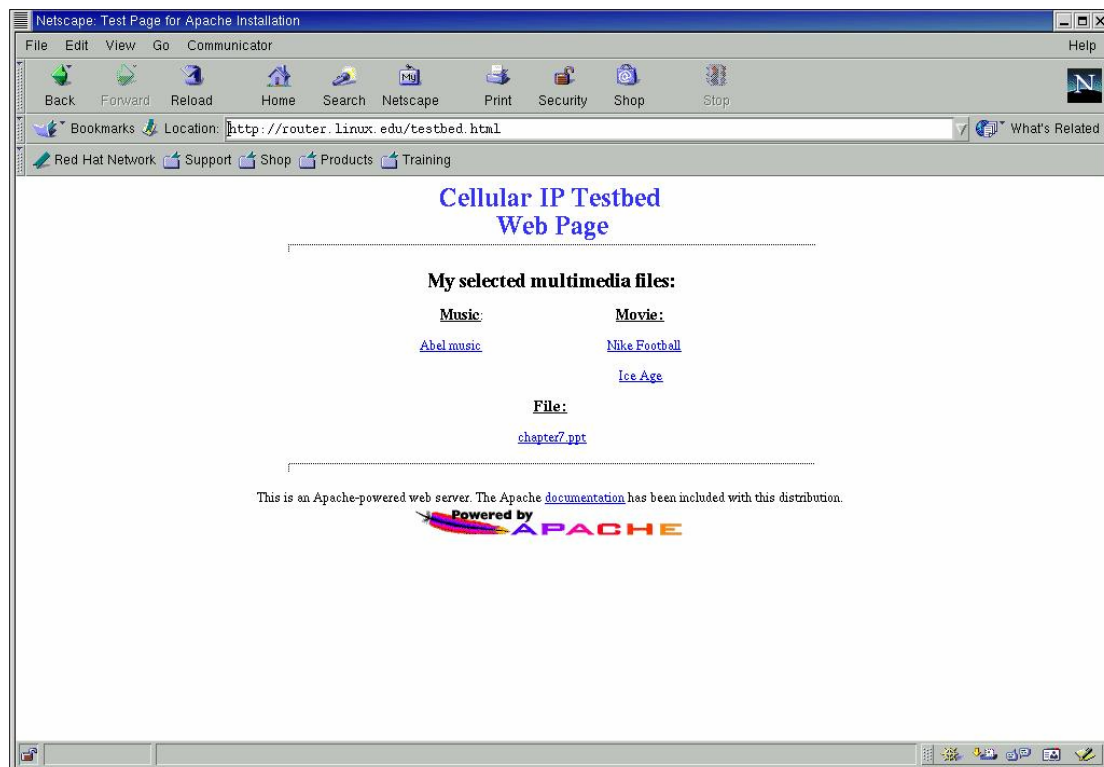 Netscape: Test Page for Apache Installation
File Edit View Go Communicator Help
Back Forward Reload Home Search Netscape Print Security Shop Stop
My
N
Bookmarks Location: http://router.linux.edu/testbed.html What's Related
Red Hat Network Support Shop Products Training
Cellular IP Testbed
Web Page
My selected multimedia files:
Music: Movie:
Abel music Nike Football
Ice Age
File:
chapter7.ppt
This is an Apache-powered web server. The Apache documentation has been included with this distribution.
Powered by
APACHE